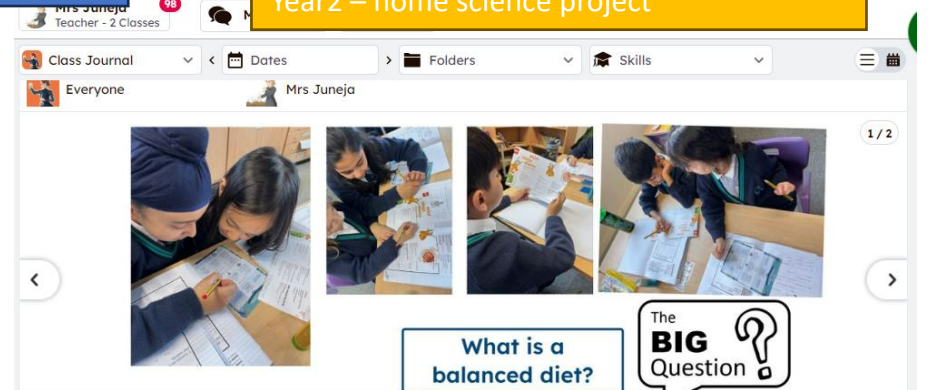 Year2 – home science project
Mrs Juneja
98
Teacher - 2 Classes
M
Class Journal
Dates
Folders
Skills
Everyone
Mrs Juneja
1 / 2
What is a
balanced diet?
The
BIG
Question